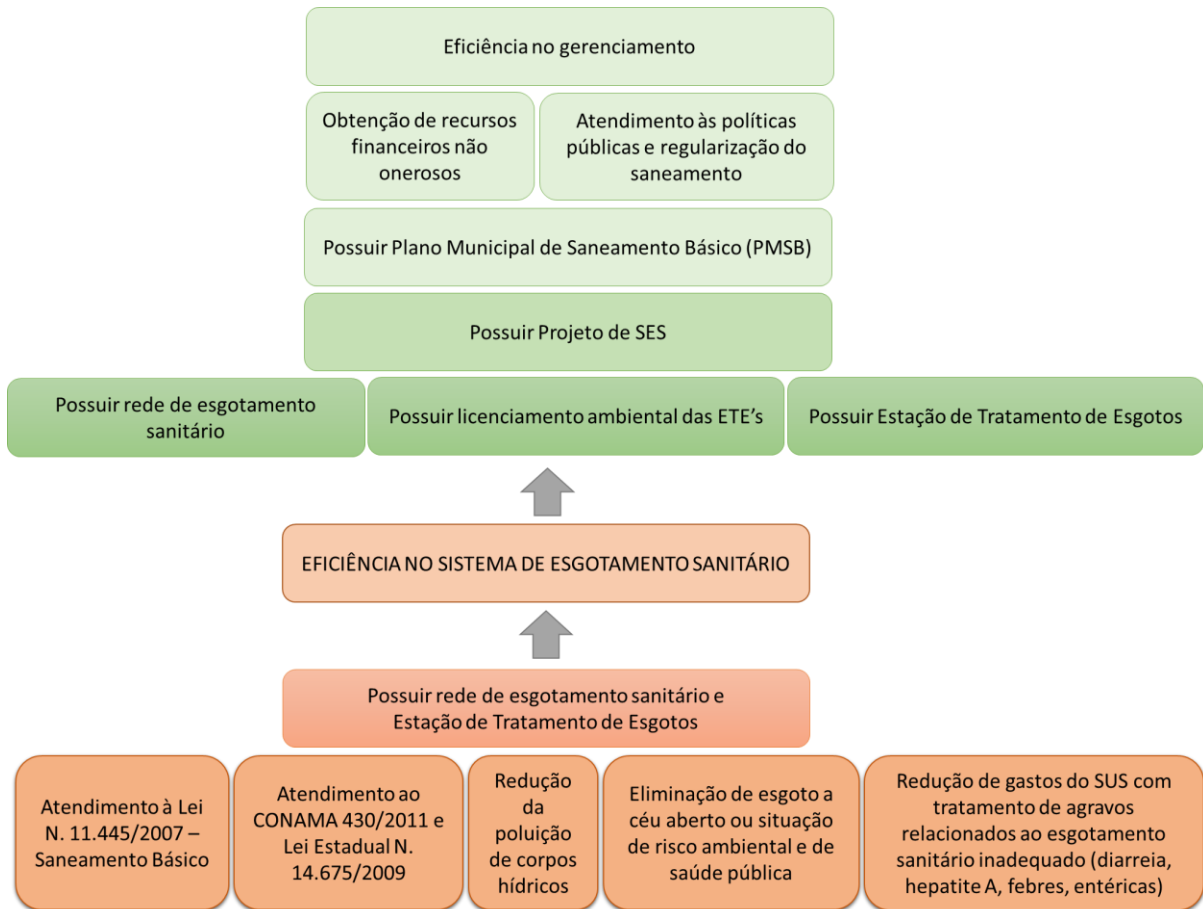 Eficiência no gerenciamento
Obtenção de recursos
financeiros não
onerosos
Atendimento às políticas
públicas e regularização do
saneamento
Possuir Plano Municipal de Saneamento Básico (PMSB)
Possuir Projeto de SES
Possuir rede de esgotamento
sanitário
Possuir licenciamento ambiental das ETE’s
Possuir Estação de Tratamento de Esgotos
EFICIÊNCIA NO SISTEMA DE ESGOTAMENTO SANITÁRIO
Possuir rede de esgotamento sanitário e
Estação de Tratamento de Esgotos
Atendimento à Lei
N. 11.445/2007 –
Saneamento Básico
Atendimento ao
CONAMA 430/2011 e
Lei Estadual N.
14.675/2009
Redução
da
poluição
de corpos
hídricos
Eliminação de esgoto a
céu aberto ou situação
de risco ambiental e de
saúde pública
Redução de gastos do SUS com
tratamento de agravos
relacionados ao esgotamento
sanitário inadequado (diarreia,
hepatite A, febres, entéricas)